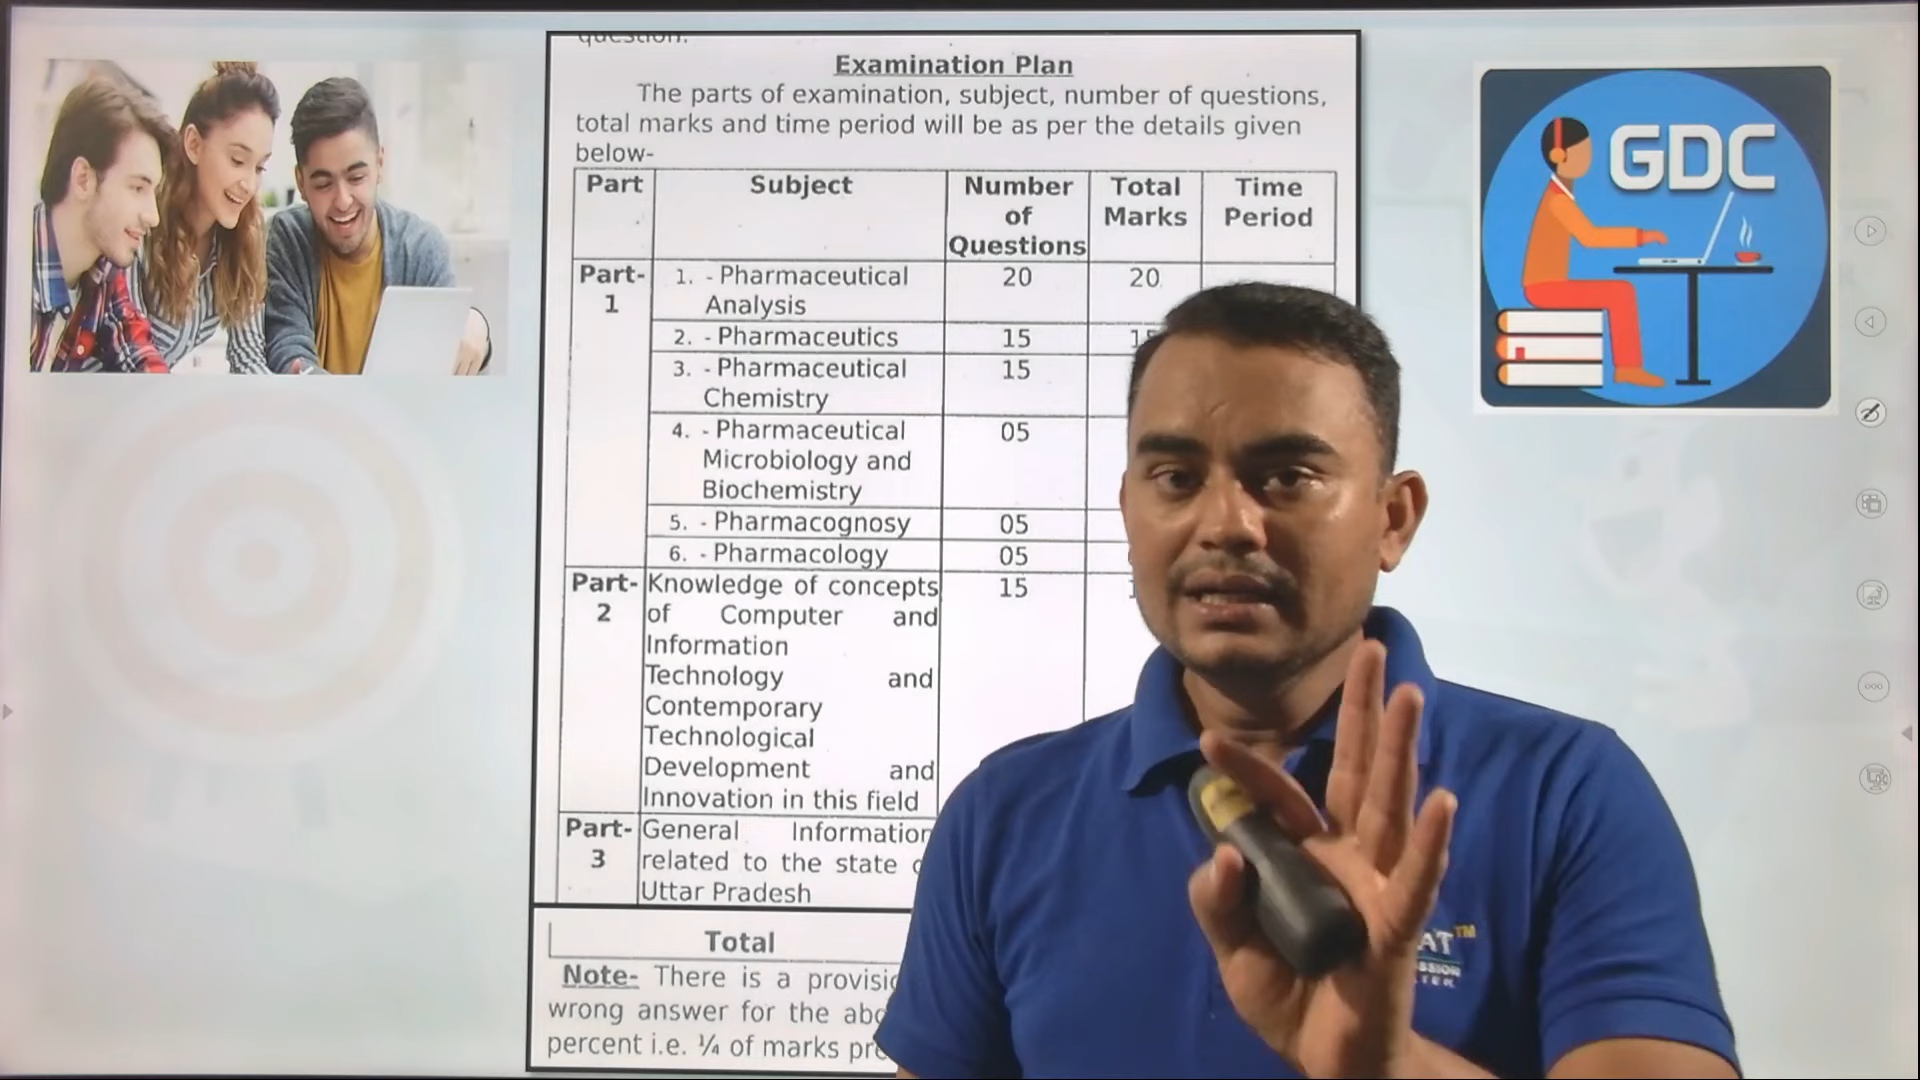 question.
Examination Plan
The parts of examination, subject, number of questions,
total marks and time period will be as per the details given
below-
Part Subject Number of Questions Total Marks Time Period
Part-1 1. - Pharmaceutical Analysis 20 20
2. - Pharmaceutics 15 15
3. - Pharmaceutical Chemistry 15
4. - Pharmaceutical Microbiology and Biochemistry 05
5. - Pharmacognosy 05
6. - Pharmacology 05
Part-2 Knowledge of concepts 15
of Computer and
Information
Technology and
Contemporary
Technological
Development and
Innovation in this field
Part-3 General Information
related to the state
Uttar Pradesh
Total
Note- There is a
wrong answer for the
percent i.e. ¼ of marks
GDC
TM